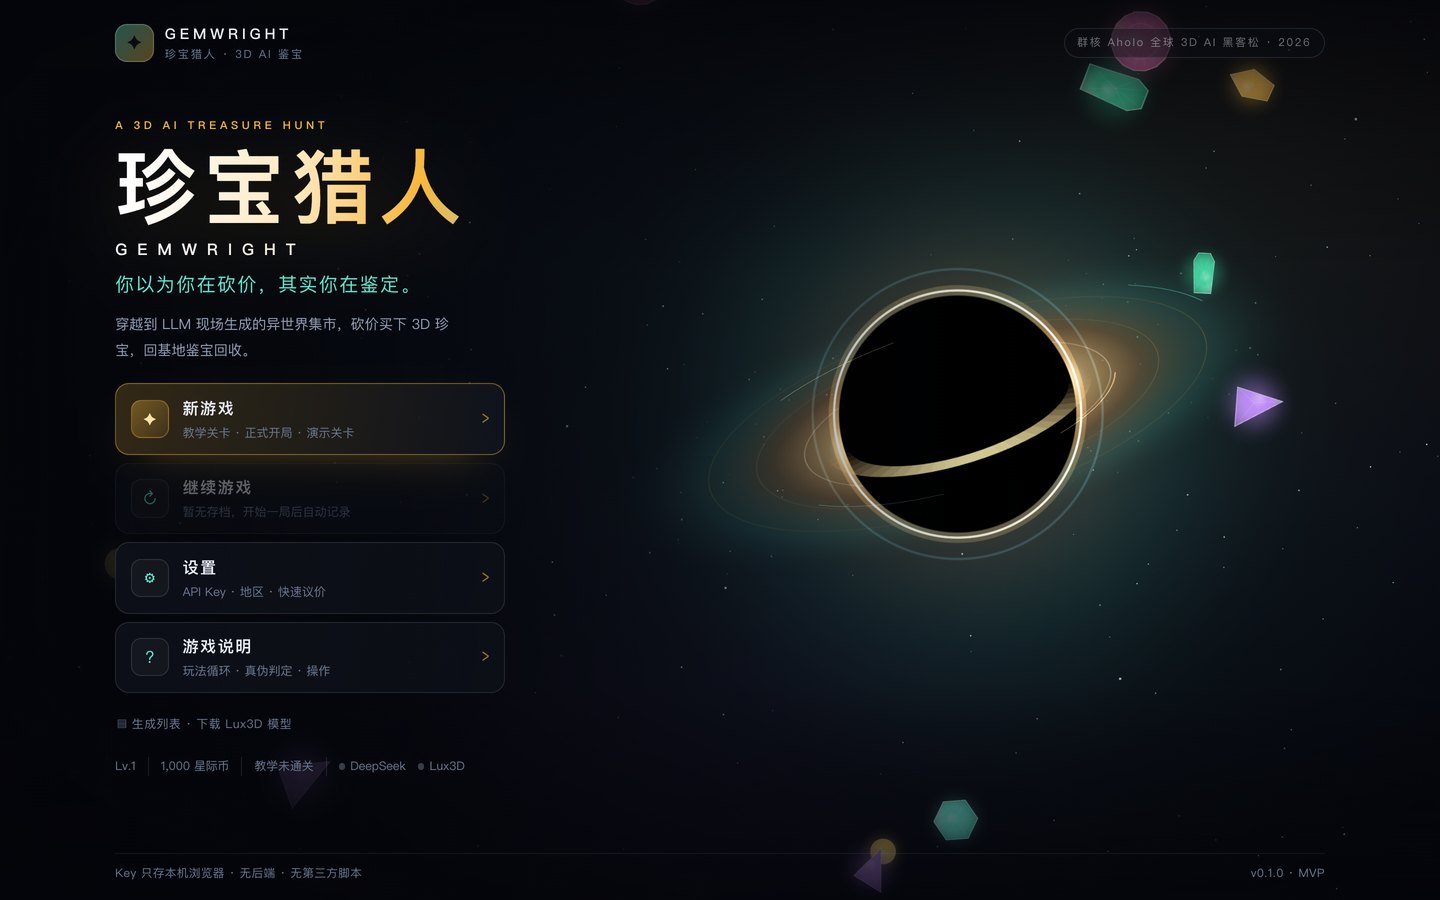 GEMWRIGHT
珍宝猎人 · 3D AI 鉴宝
群核 Aholo 全球 3D AI 黑客松 · 2026
A 3D AI TREASURE HUNT
珍宝猎人
GEMWRIGHT
你以为你在砍价，其实你在鉴定。
穿越到 LLM 现场生成的异世界集市，砍价买下 3D 珍
宝，回基地鉴宝回收。
新游戏
教学关卡 · 正式开局 · 演示关卡
继续游戏
暂无存档，开始一局后自动记录
设置
API Key · 地区 · 快速议价
?
游戏说明
玩法循环 · 真伪判定 · 操作
生成列表 · 下载 Lux3D 模型
Lv.1 1,000 星际币 教学未通关 DeepSeek Lux3D
Key 只存本机浏览器 · 无后端 · 无第三方脚本
v0.1.0 · MVP